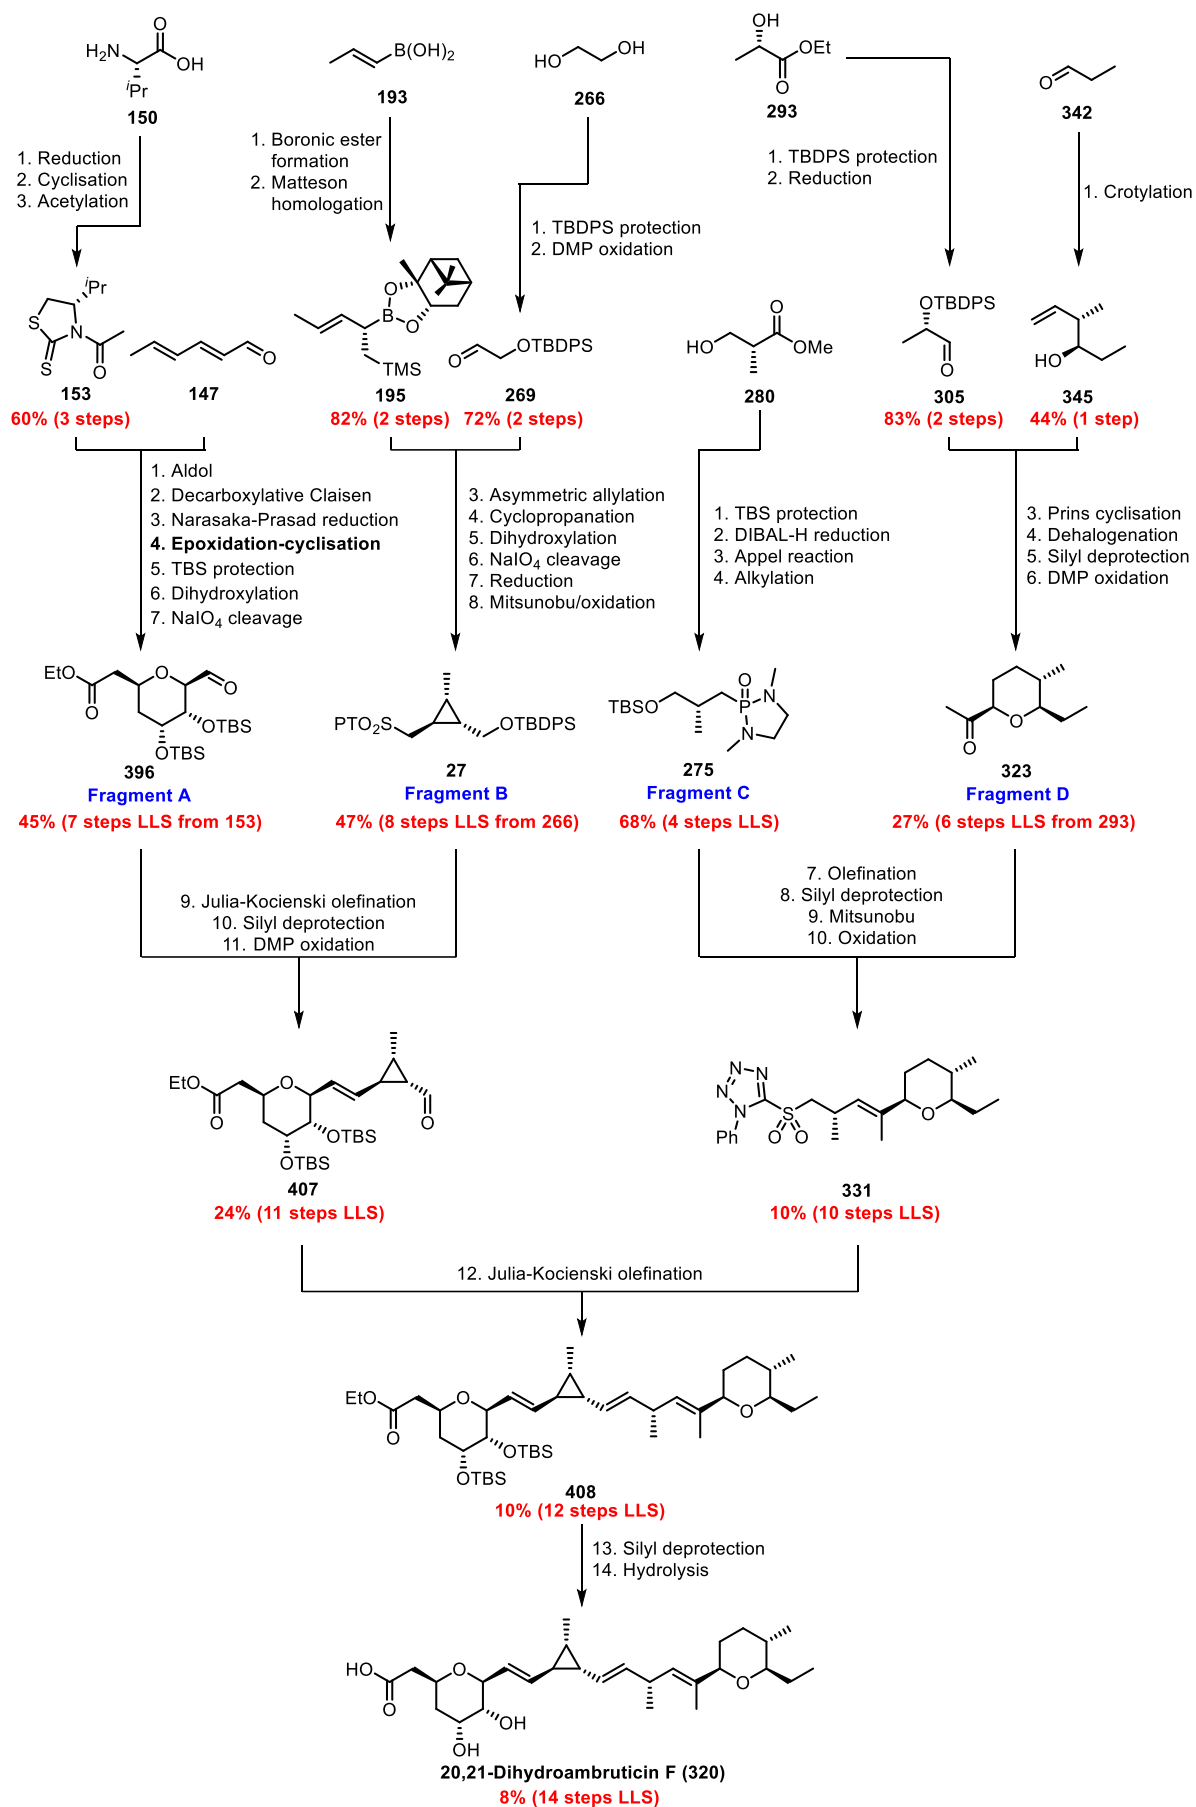 H₂N
O
OH
ⁱPr
150
B(OH)₂
193
HO
OH
266
OH
OEt
O
293
O
342
1. Reduction
2. Cyclisation
3. Acetylation
1. Boronic ester
formation
2. Matteson
homologation
1. TBDPS protection
2. DMP oxidation
1. TBDPS protection
2. Reduction
1. Crotylation
ⁱPr
S
N
S
O
153
60% (3 steps)
O
147
O
B
O
TMS
195
82% (2 steps)
O
OTBDPS
269
72% (2 steps)
HO
O
OMe
280
OTBDPS
O
305
83% (2 steps)
HO
345
44% (1 step)
1. Aldol
2. Decarboxylative Claisen
3. Narasaka-Prasad reduction
4. Epoxidation-cyclisation
5. TBS protection
6. Dihydroxylation
7. NaIO₄ cleavage
3. Asymmetric allylation
4. Cyclopropanation
5. Dihydroxylation
6. NaIO₄ cleavage
7. Reduction
8. Mitsunobu/oxidation
1. TBS protection
2. DIBAL-H reduction
3. Appel reaction
4. Alkylation
3. Prins cyclisation
4. Dehalogenation
5. Silyl deprotection
6. DMP oxidation
EtO
O
O
O
OTBS
OTBS
396
Fragment A
45% (7 steps LLS from 153)
PTO₂S
OTBDPS
27
Fragment B
47% (8 steps LLS from 266)
TBSO
O
P
N
N
275
Fragment C
68% (4 steps LLS)
O
O
323
Fragment D
27% (6 steps LLS from 293)
9. Julia-Kocienski olefination
10. Silyl deprotection
11. DMP oxidation
7. Olefination
8. Silyl deprotection
9. Mitsunobu
10. Oxidation
EtO
O
O
O
OTBS
OTBS
407
24% (11 steps LLS)
N
N
N
N
Ph
S
O
O
O
331
10% (10 steps LLS)
12. Julia-Kocienski olefination
EtO
O
O
OTBS
OTBS
O
408
10% (12 steps LLS)
13. Silyl deprotection
14. Hydrolysis
HO
O
O
OH
OH
O
20,21-Dihydroambruticin F (320)
8% (14 steps LLS)